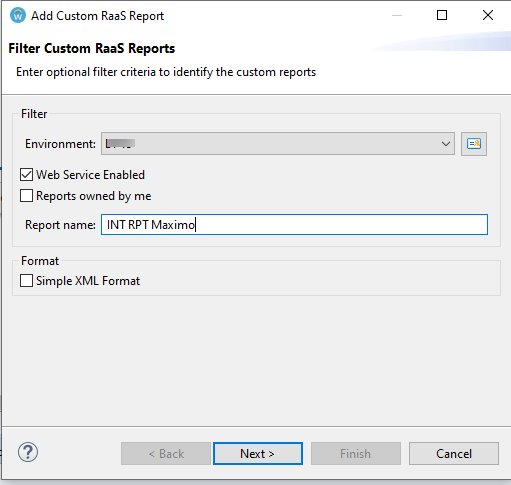 Add Custom RaaS Report
Filter Custom RaaS Reports
Enter optional filter criteria to identify the custom reports
Filter
Environment:
Web Service Enabled
Reports owned by me
Report name: INT RPT Maximo
Format
Simple XML Format
? < Back Next > Finish Cancel